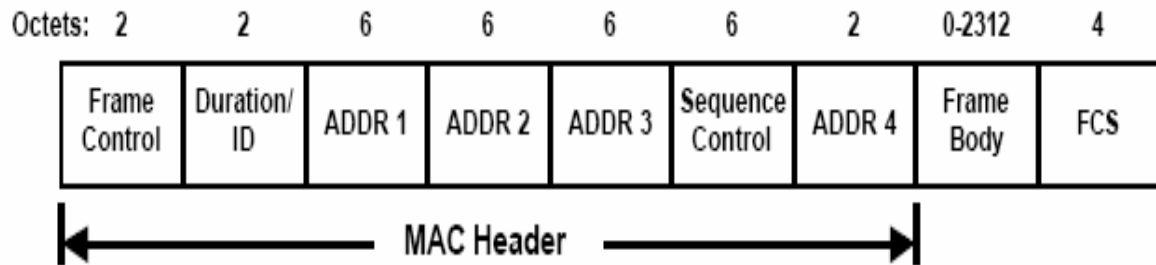 Octets: 2 2 6 6 6 6 2 0-2312 4
Frame Control Duration/ ID ADDR 1 ADDR 2 ADDR 3 Sequence Control ADDR 4 Frame Body FCS
MAC Header